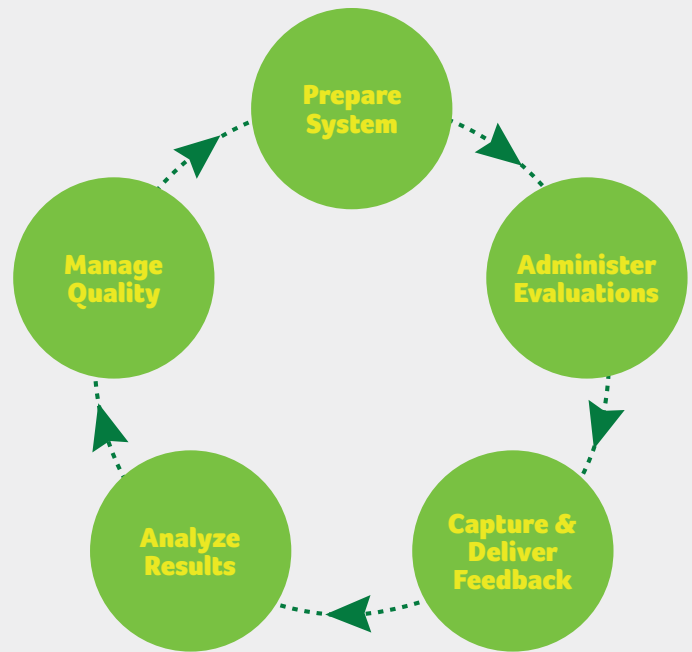 Prepare
System
Administer
Evaluations
Capture &
Deliver
Feedback
Analyze
Results
Manage
Quality